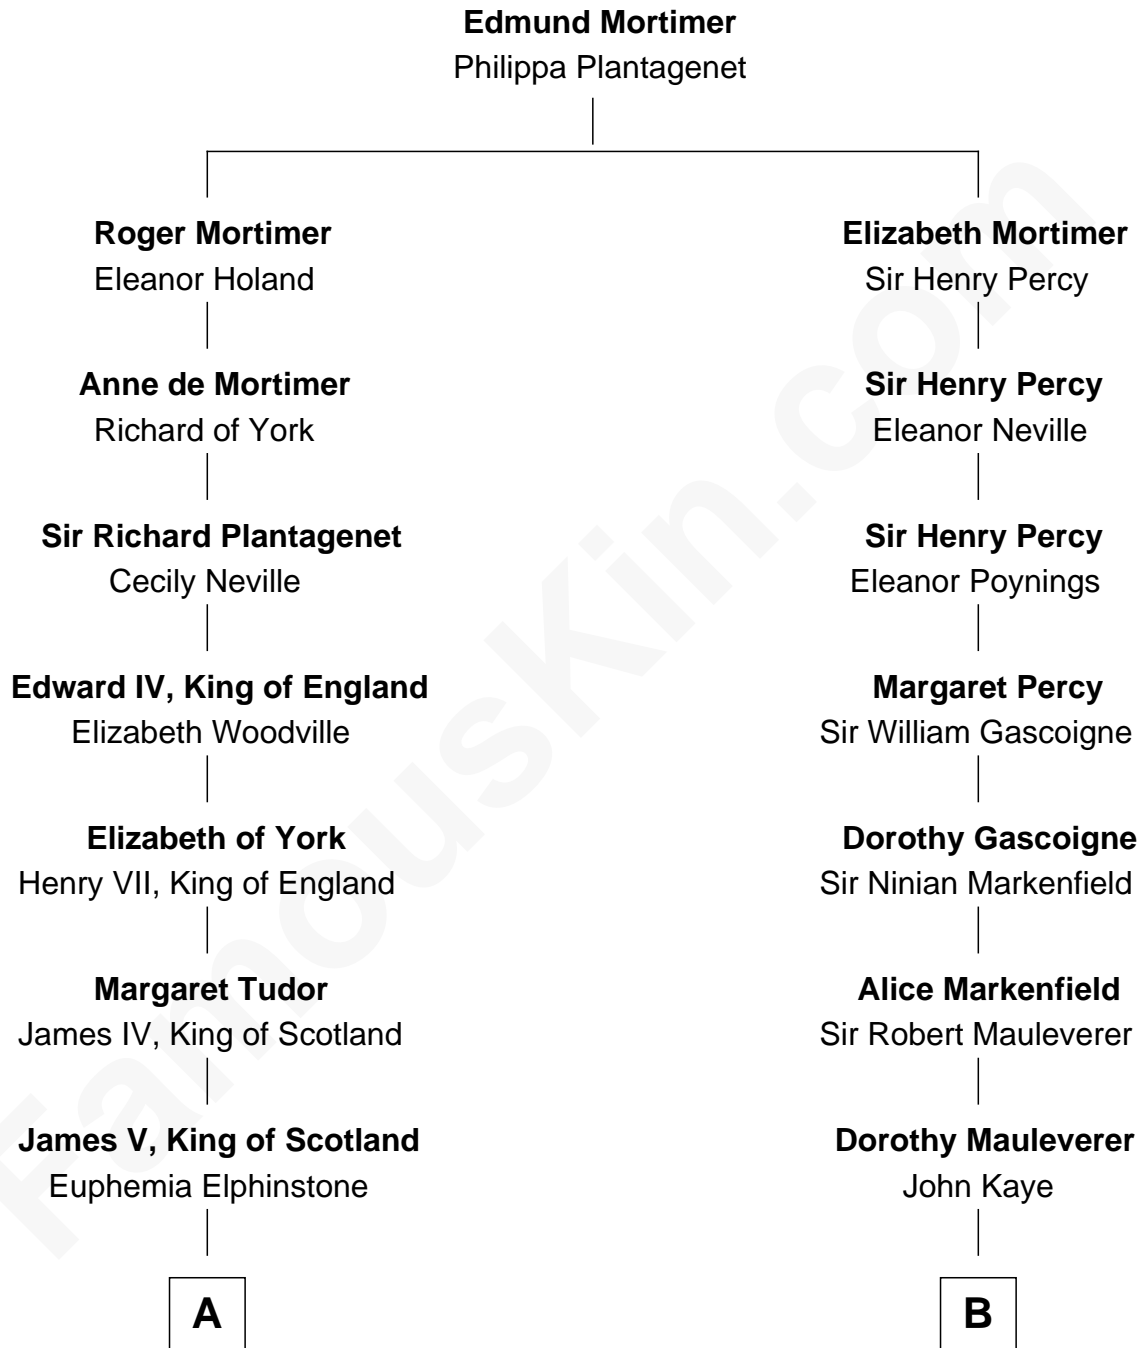 Edmund Mortimer
Philippa Plantagenet
Roger Mortimer
Eleanor Holand
Elizabeth Mortimer
Sir Henry Percy
Anne de Mortimer
Richard of York
Sir Henry Percy
Eleanor Neville
Sir Richard Plantagenet
Cecily Neville
Sir Henry Percy
Eleanor Poynings
Edward IV, King of England
Elizabeth Woodville
Margaret Percy
Sir William Gascoigne
Elizabeth of York
Henry VII, King of England
Dorothy Gascoigne
Sir Ninian Markenfield
Margaret Tudor
James IV, King of Scotland
Alice Markenfield
Sir Robert Mauleverer
James V, King of Scotland
Euphemia Elphinstone
Dorothy Mauleverer
John Kaye
A
B
FamousKin.com